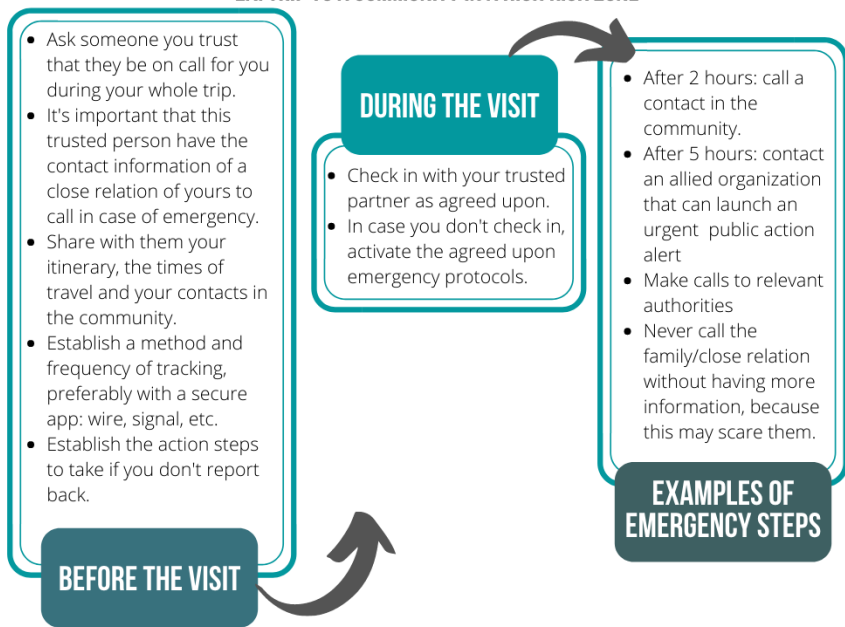 • Ask someone you trust
that they be on call for you
during your whole trip.
• It's important that this
trusted person have the
contact information of a
close relation of yours to
call in case of emergency.
• Share with them your
itinerary, the times of
travel and your contacts in
the community.
• Establish a method and
frequency of tracking,
preferably with a secure
app: wire, signal, etc.
• Establish the action steps
to take if you don't report
back.
BEFORE THE VISIT
DURING THE VISIT
• Check in with your trusted
partner as agreed upon.
• In case you don't check in,
activate the agreed upon
emergency protocols.
• After 2 hours: call a
contact in the
community.
• After 5 hours: contact
an allied organization
that can launch an
urgent public action
alert
• Make calls to relevant
authorities
• Never call the
family/close relation
without having more
information, because
this may scare them.
EXAMPLES OF
EMERGENCY STEPS